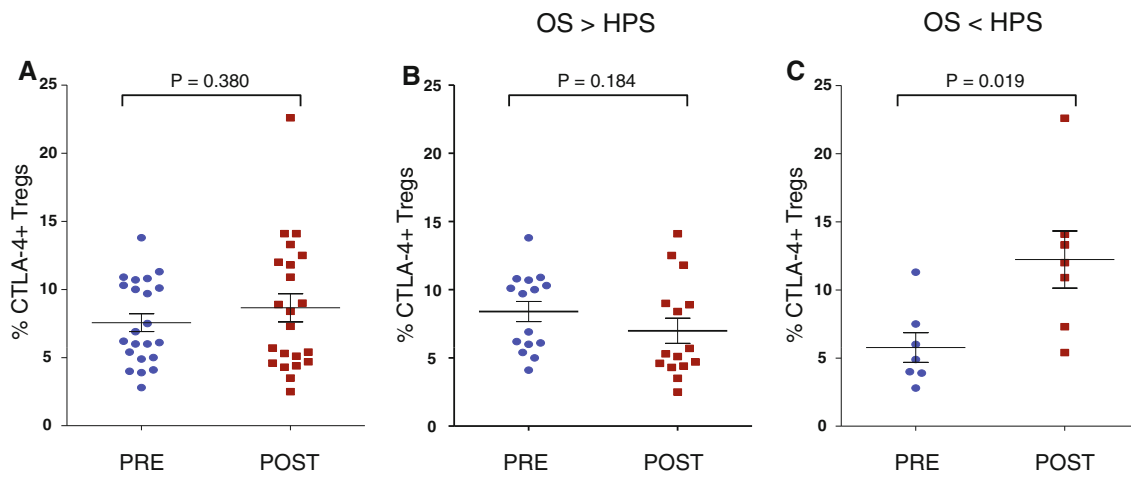 OS > HPS
OS < HPS
A
P = 0.380
25
20
15
10
5
0
% CTLA-4+ Tregs
PRE
POST
B
P = 0.184
25
20
15
10
5
0
% CTLA-4+ Tregs
PRE
POST
C
P = 0.019
25
20
15
10
5
0
% CTLA-4+ Tregs
PRE
POST